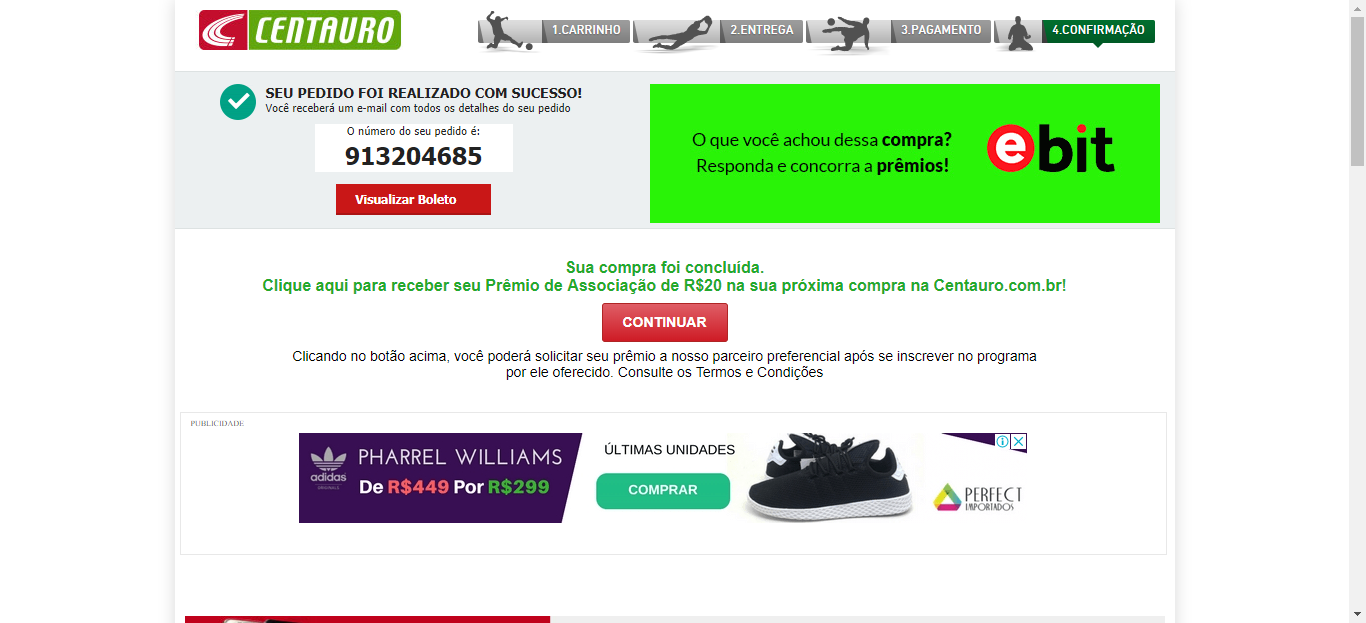 CENTAURO
1.CARRINHO
2.ENTREGA
3.PAGAMENTO
4.CONFIRMAÇÃO
SEU PEDIDO FOI REALIZADO COM SUCESSO!
Você receberá um e-mail com todos os detalhes do seu pedido
O número do seu pedido é:
913204685
Visualizar Boleto
O que você achou dessa compra?
Responda e concorra a prêmios!
ebit
Sua compra foi concluída.
Clique aqui para receber seu Prêmio de Associação de R$20 na sua próxima compra na Centauro.com.br!
CONTINUAR
Clicando no botão acima, você poderá solicitar seu prêmio a nosso parceiro preferencial após se inscrever no programa
por ele oferecido. Consulte os Termos e Condições
PUBLICIDADE
adidas
ORIGINALS
PHARREL WILLIAMS
De R$449 Por R$299
ÚLTIMAS UNIDADES
COMPRAR
PERFECT
IMPORTADOS